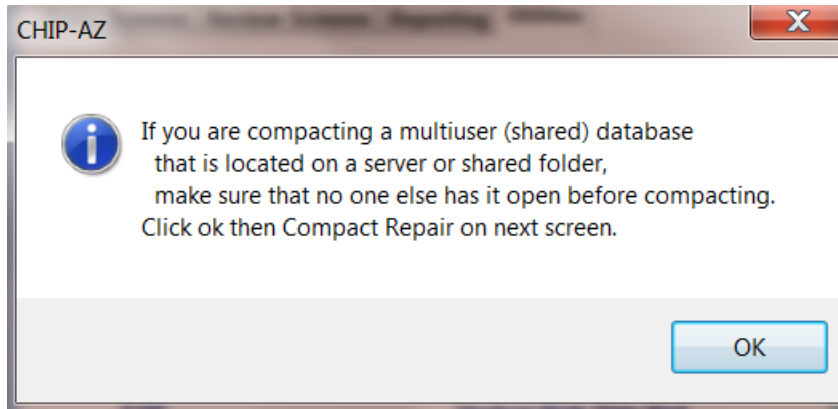 CHIP-AZ
If you are compacting a multiuser (shared) database
that is located on a server or shared folder,
make sure that no one else has it open before compacting.
Click ok then Compact Repair on next screen.
OK